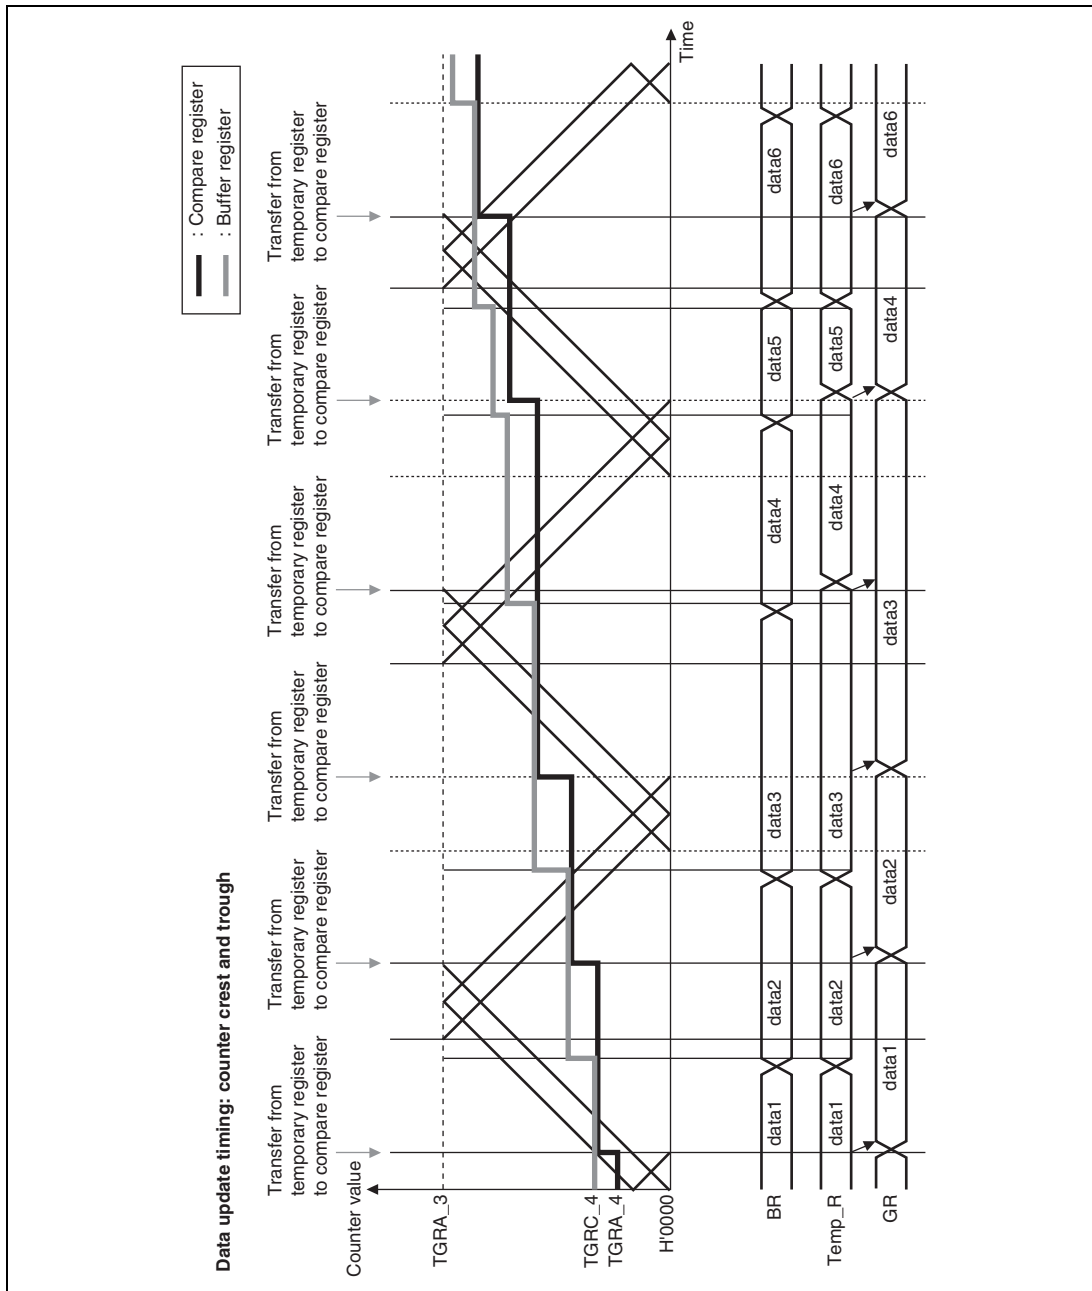 Data update timing: counter crest and trough
: Compare register
: Buffer register
Transfer from
temporary register
to compare register
Transfer from
temporary register
to compare register
Transfer from
temporary register
to compare register
Transfer from
temporary register
to compare register
Transfer from
temporary register
to compare register
Transfer from
temporary register
to compare register
Counter value
TGRA_3
TGRC_4
TGRA_4
H'0000
Time
BR
data1
data2
data3
data4
data5
data6
Temp_R
data1
data2
data3
data4
data5
data6
GR
data1
data2
data3
data4
data6